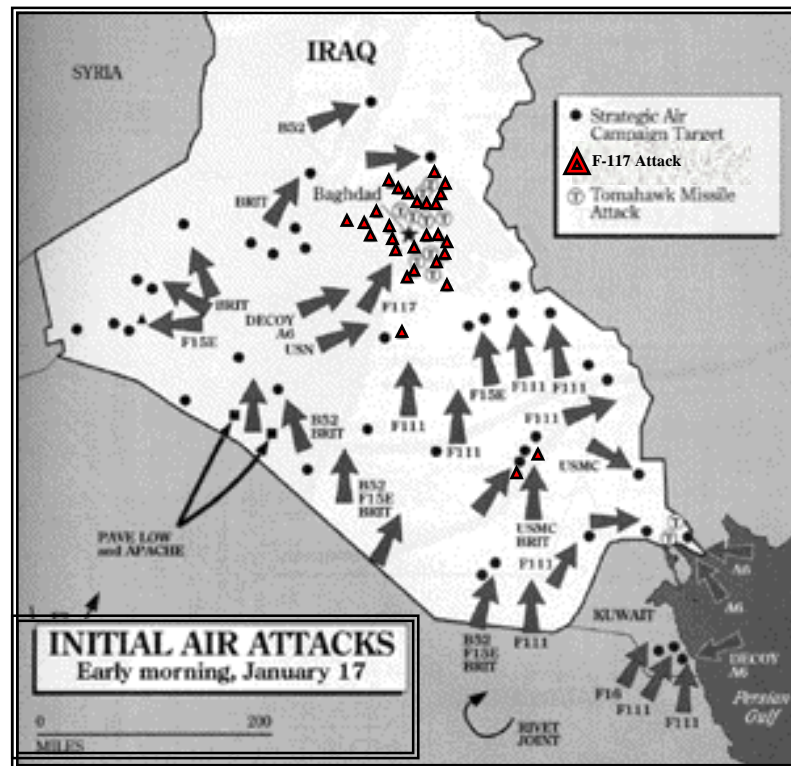 IRAQ
SYRIA
Strategic Air
Campaign Target
F-117 Attack
Tomahawk Missile
Attack
B52
BRIT
Baghdad
T
T
T
T
T
T
T
T
T
F117
BRIT
DECOY
A6
USN
F15E
F15E
F111
F111
F111
B52
BRIT
F111
F111
USMC
B52
F15E
BRIT
USMC
BRIT
PAVE LOW
and APACHE
F111
T
T
A6
A6
KUWAIT
INITIAL AIR ATTACKS
Early morning, January 17
B52
F15E
BRIT
F111
DECOY
A6
F16
F111
F111
Persian
Gulf
RIVET
JOINT
0
200
MILES